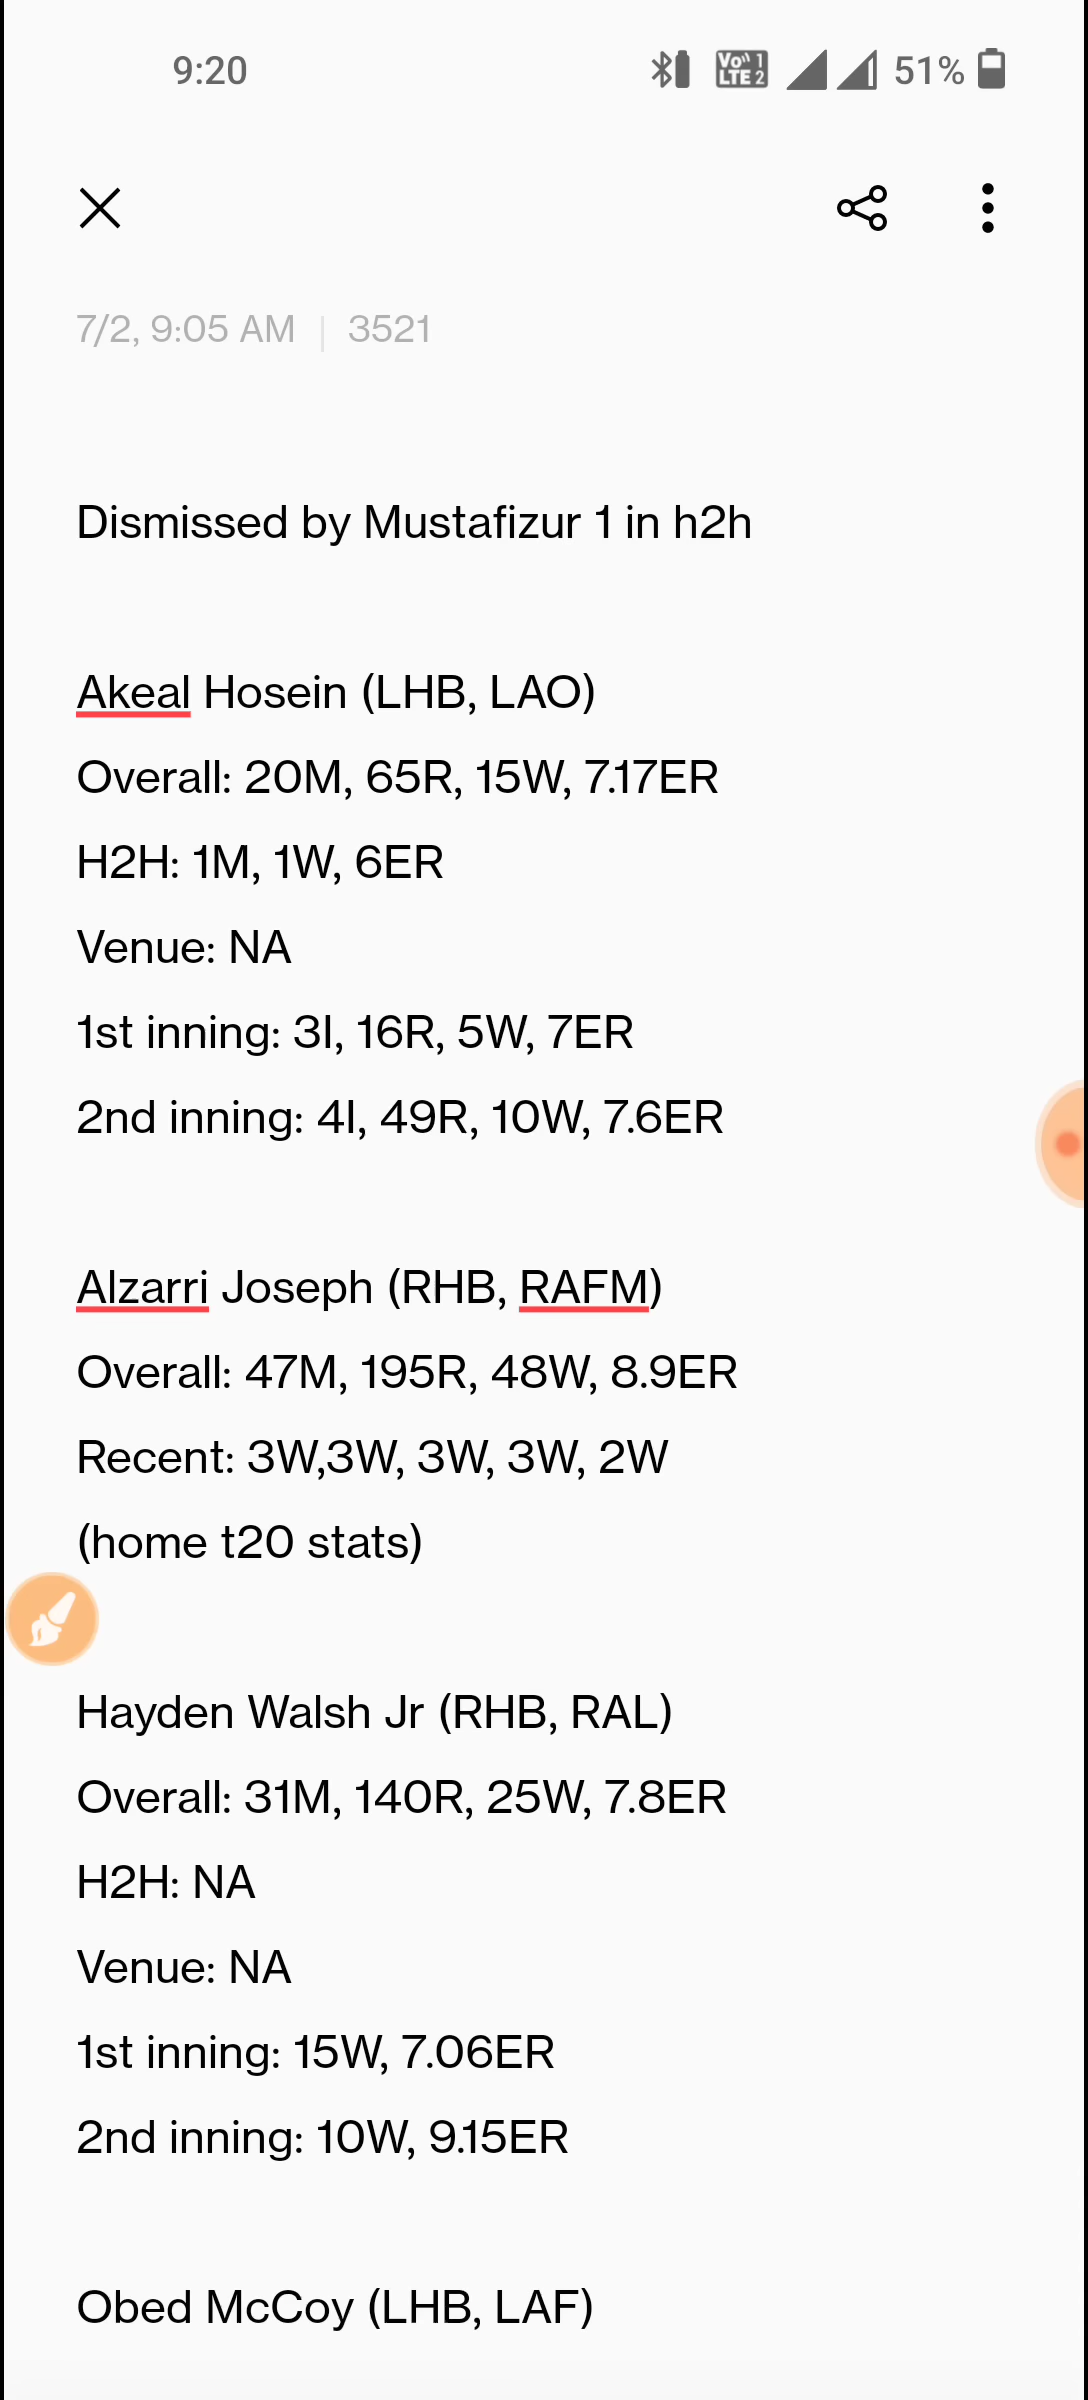 9:20
Vo)) 1
LTE 2
51%
7/2, 9:05 AM | 3521
Dismissed by Mustafizur 1 in h2h
Akeal Hosein (LHB, LAO)
Overall: 20M, 65R, 15W, 7.17ER
H2H: 1M, 1W, 6ER
Venue: NA
1st inning: 3I, 16R, 5W, 7ER
2nd inning: 4I, 49R, 10W, 7.6ER
Alzarri Joseph (RHB, RAFM)
Overall: 47M, 195R, 48W, 8.9ER
Recent: 3W,3W, 3W, 3W, 2W
(home t20 stats)
Hayden Walsh Jr (RHB, RAL)
Overall: 31M, 140R, 25W, 7.8ER
H2H: NA
Venue: NA
1st inning: 15W, 7.06ER
2nd inning: 10W, 9.15ER
Obed McCoy (LHB, LAF)